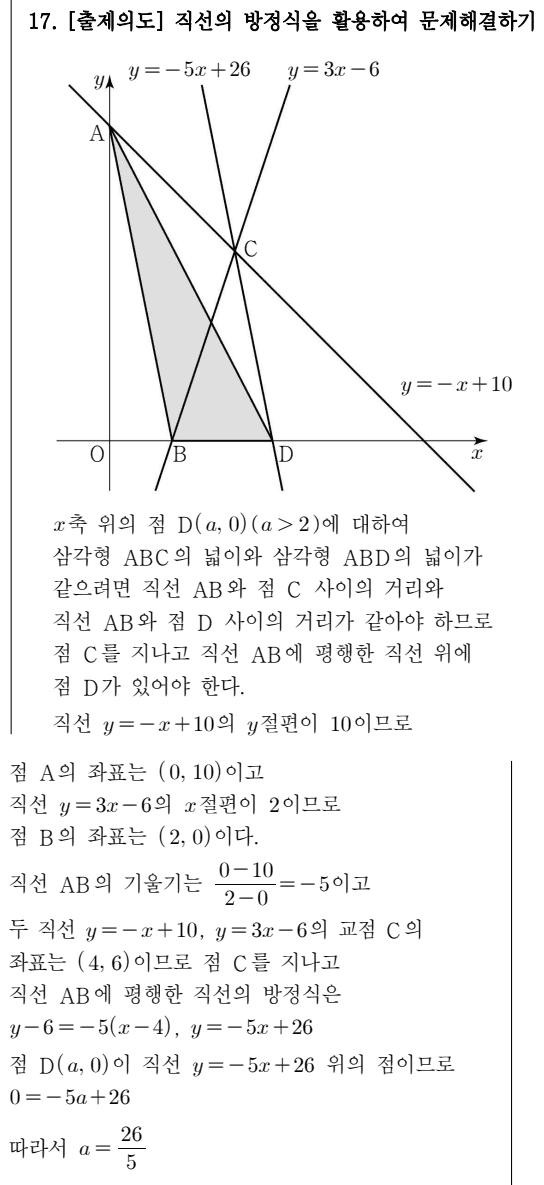 17. [출제의도] 직선의 방정식을 활용하여 문제해결하기
y=-5x+26 y=3x-6
y
A
C
y=-x+10
O B D x
x축 위의 점 D(a, 0)(a>2)에 대하여
삼각형 ABC의 넓이와 삼각형 ABD의 넓이가
같으려면 직선 AB와 점 C 사이의 거리와
직선 AB와 점 D 사이의 거리가 같아야 하므로
점 C를 지나고 직선 AB에 평행한 직선 위에
점 D가 있어야 한다.
직선 y=-x+10의 y절편이 10이므로
점 A의 좌표는 (0, 10)이고
직선 y=3x-6의 x절편이 2이므로
점 B의 좌표는 (2, 0)이다.
직선 AB의 기울기는 \frac{0-10}{2-0}=-5이고
두 직선 y=-x+10, y=3x-6의 교점 C의
좌표는 (4, 6)이므로 점 C를 지나고
직선 AB에 평행한 직선의 방정식은
y-6=-5(x-4), y=-5x+26
점 D(a, 0)이 직선 y=-5x+26 위의 점이므로
0=-5a+26
따라서 a=\frac{26}{5}